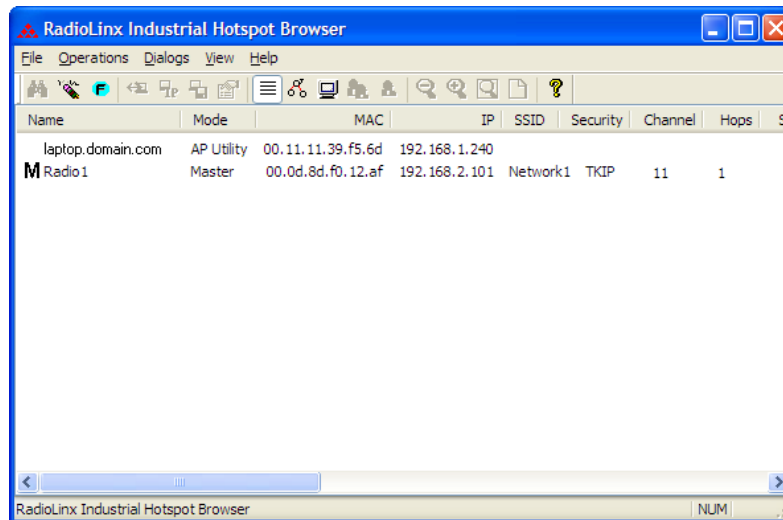 RadioLinx Industrial Hotspot Browser
File Operations Dialogs View Help
Name Mode MAC IP SSID Security Channel Hops S
laptop.domain.com AP Utility 00.11.11.39.f5.6d 192.168.1.240
M Radio1 Master 00.0d.8d.f0.12.af 192.168.2.101 Network1 TKIP 11 1
RadioLinx Industrial Hotspot Browser NUM